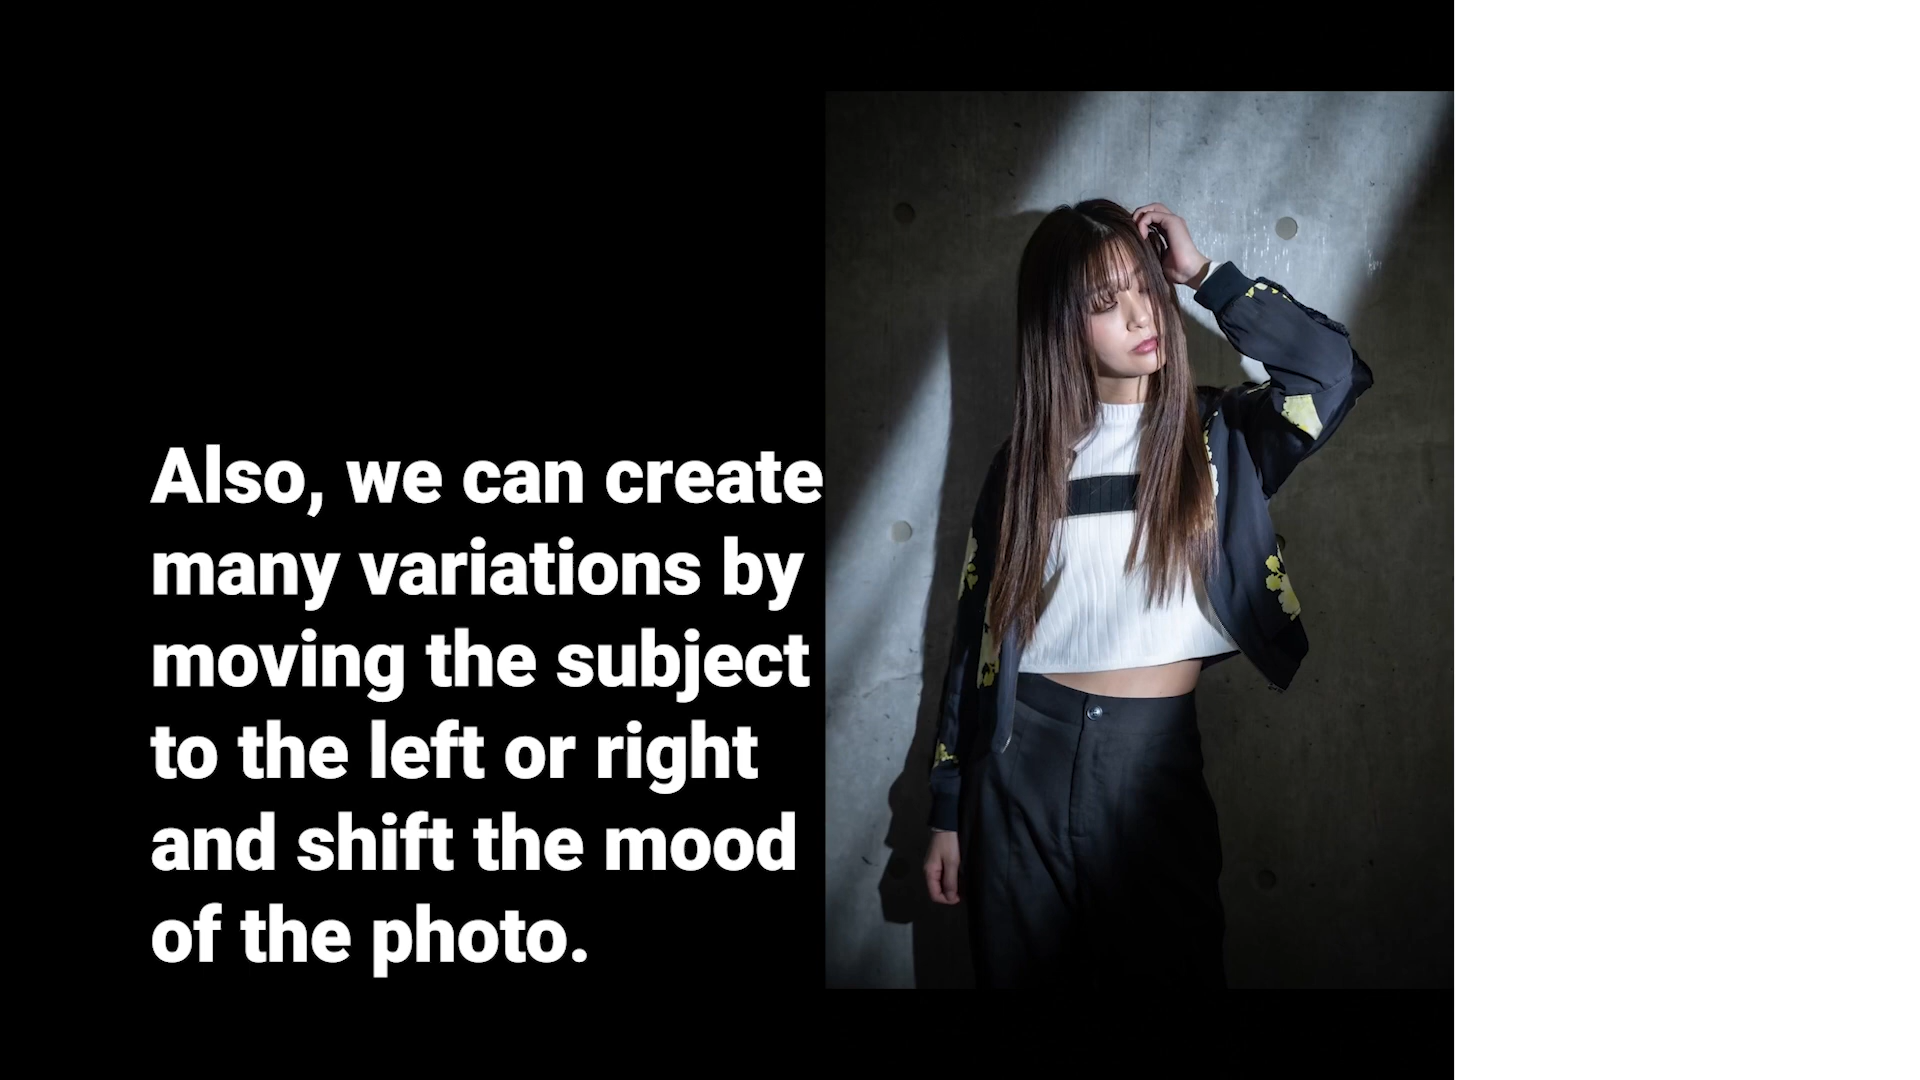 Also, we can create
many variations by
moving the subject
to the left or right
and shift the mood
of the photo.